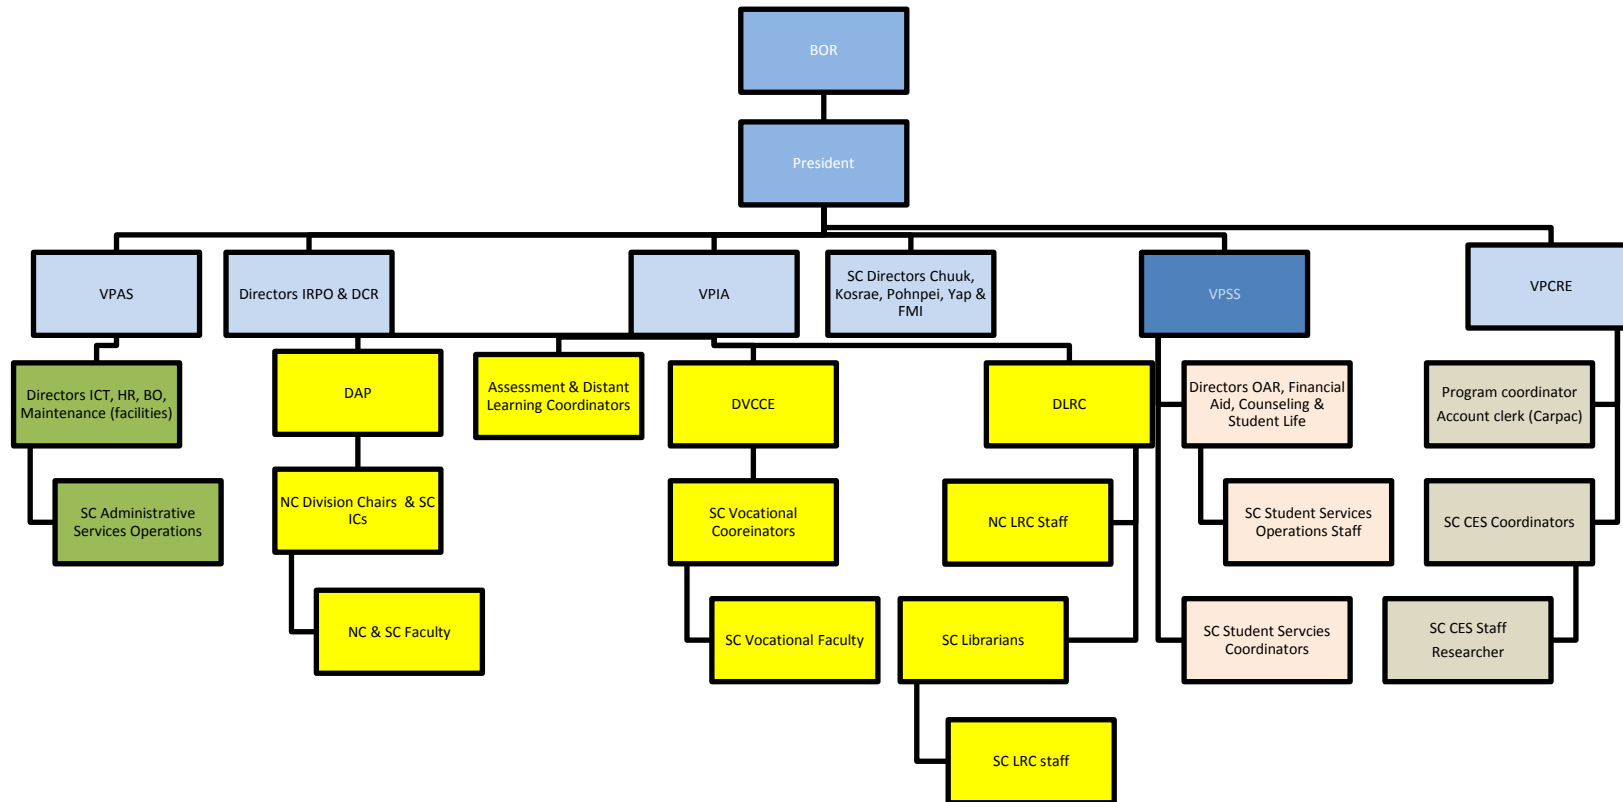 BOR
President
VPAS
Directors IRPO & DCR
VPIA
SC Directors Chuuk,
Kosrae, Pohnpei, Yap &
FMI
VPSS
VPCRE
Directors ICT, HR, BO,
Maintenance (facilities)
DAP
Assessment & Distant
Learning Coordinators
DVCCE
DLRC
Directors OAR, Financial
Aid, Counseling &
Student Life
Program coordinator
Account clerk (Carpac)
SC Administrative
Services Operations
NC Division Chairs & SC
ICs
SC Vocational
Cooreinators
NC LRC Staff
SC Student Services
Operations Staff
SC CES Coordinators
NC & SC Faculty
SC Vocational Faculty
SC Librarians
SC Student Servcies
Coordinators
SC CES Staff
Researcher
SC LRC staff